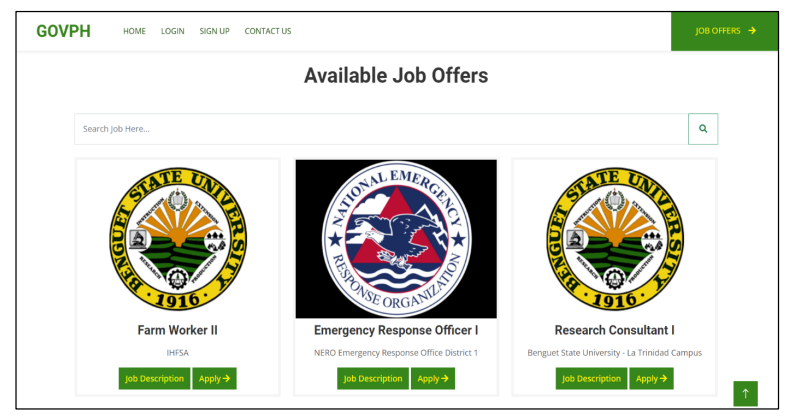 GOVPH HOME LOGIN SIGN UP CONTACT US JOB OFFERS →
Available Job Offers
Search Job Here...
BENGUET STATE UNIVERSITY
INSTRUCTION
EXTENSION
RESEARCH
PRODUCTION
1916
NATIONAL EMERGENCY
RESPONSE ORGANIZATION
BENGUET STATE UNIVERSITY
INSTRUCTION
EXTENSION
RESEARCH
PRODUCTION
1916
Farm Worker II Emergency Response Officer I Research Consultant I
IHFSA NERO Emergency Response Office District 1 Benguet State University - La Trinidad Campus
Job Description Apply → Job Description Apply → Job Description Apply →
↑